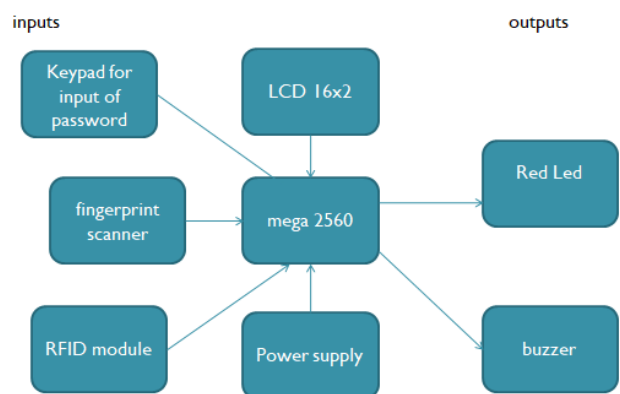 inputs
outputs
Keypad for
input of
password
LCD 16x2
Red Led
fingerprint
scanner
mega 2560
RFID module
Power supply
buzzer